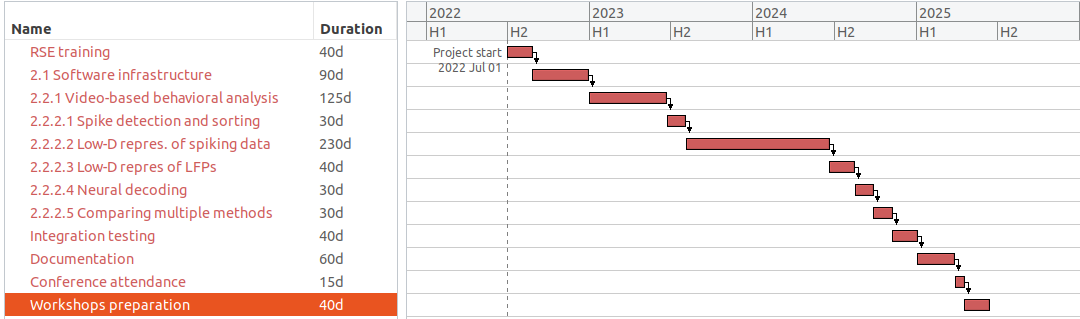 2022 2023 2024 2025
Name Duration H1 H2 H1 H2 H1 H2 H1 H2
RSE training 40d Project start
2022 Jul 01
2.1 Software infrastructure 90d
2.2.1 Video-based behavioral analysis 125d
2.2.2.1 Spike detection and sorting 30d
2.2.2.2 Low-D repres. of spiking data 230d
2.2.2.3 Low-D repres of LFPs 40d
2.2.2.4 Neural decoding 30d
2.2.2.5 Comparing multiple methods 30d
Integration testing 40d
Documentation 60d
Conference attendance 15d
Workshops preparation 40d